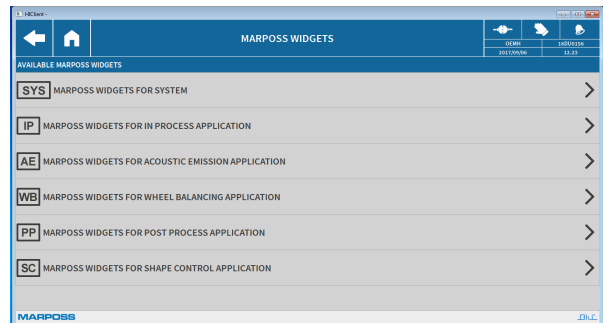 HIClient -
MARPOSS WIDGETS
OEMH 16DU0158
2017/09/06 12.23
AVAILABLE MARPOSS WIDGETS
SYS MARPOSS WIDGETS FOR SYSTEM
IP MARPOSS WIDGETS FOR IN PROCESS APPLICATION
AE MARPOSS WIDGETS FOR ACOUSTIC EMISSION APPLICATION
WB MARPOSS WIDGETS FOR WHEEL BALANCING APPLICATION
PP MARPOSS WIDGETS FOR POST PROCESS APPLICATION
SC MARPOSS WIDGETS FOR SHAPE CONTROL APPLICATION
MARPOSS